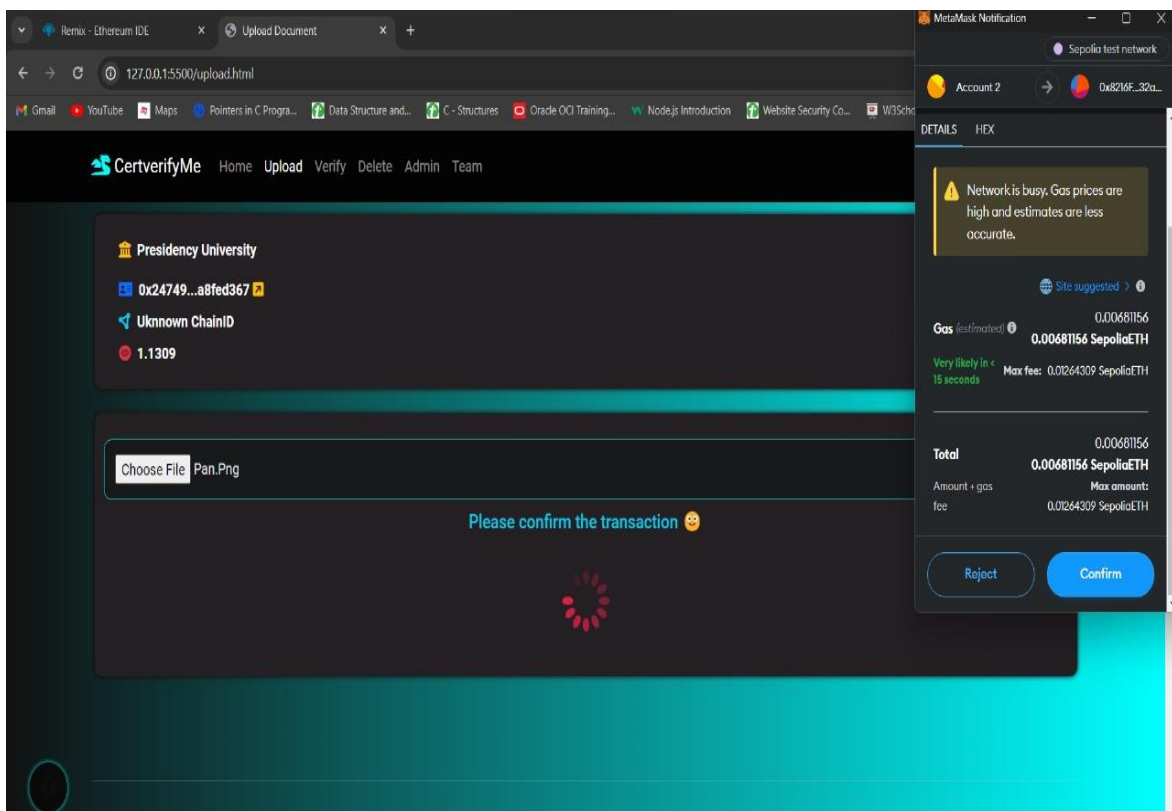 Remix - Ethereum IDE
Upload Document
127.0.0.1:5500/upload.html
Gmail YouTube Maps Pointers in C Progra... Data Structure and... C - Structures Oracle OCI Training... Node.js Introduction Website Security Co... W3Scho
CertverifyMe Home Upload Verify Delete Admin Team
Presidency University
0x24749...a8fed367
Uknnown ChainID
1.1309
Choose File Pan.Png
Please confirm the transaction
MetaMask Notification
Sepolia test network
Account 2 0x8216F...32a...
DETAILS HEX
Network is busy. Gas prices are
high and estimates are less
accurate.
Site suggested >
0.00681156
Gas (estimated) 0.00681156 SepoliaETH
Very likely in < 15 seconds Max fee: 0.01264309 SepoliaETH
0.00681156
Total 0.00681156 SepoliaETH
Amount + gas fee Max amount:
0.01264309 SepoliaETH
Reject Confirm